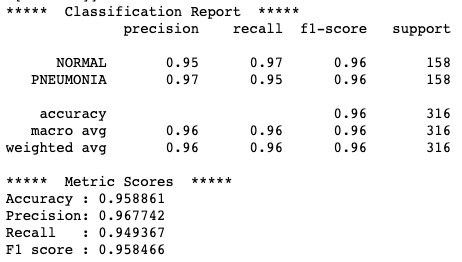 *****  Classification Report  *****
              precision    recall  f1-score   support
      NORMAL       0.95      0.97      0.96       158
   PNEUMONIA       0.97      0.95      0.96       158
    accuracy                           0.96       316
   macro avg       0.96      0.96      0.96       316
weighted avg       0.96      0.96      0.96       316
*****  Metric Scores  *****
Accuracy : 0.958861
Precision: 0.967742
Recall   : 0.949367
F1 score : 0.958466